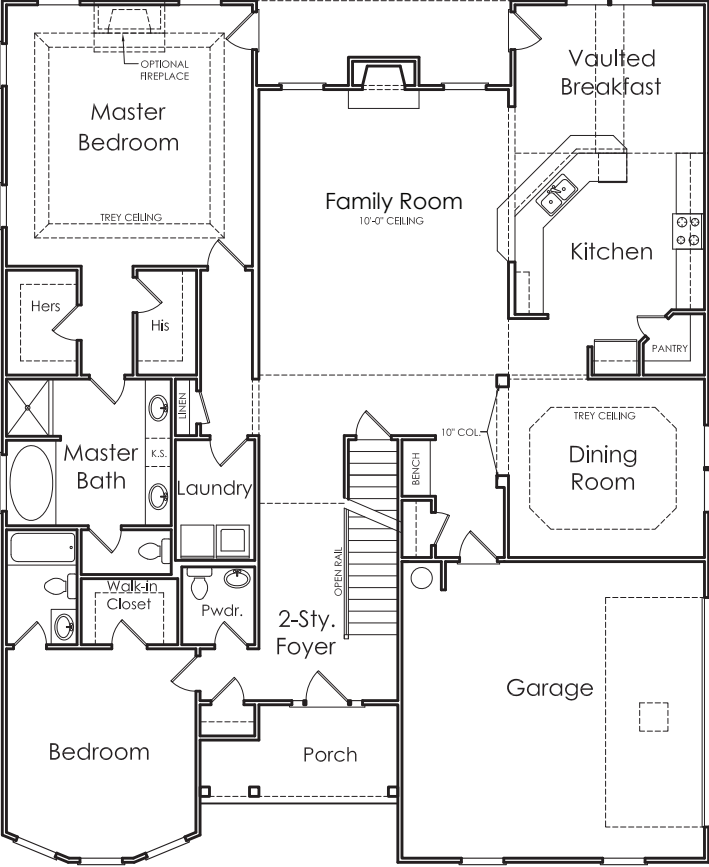 OPTIONAL
FIREPLACE
Master
Bedroom
TREY CEILING
Vaulted
Breakfast
Family Room
10'-0" CEILING
Kitchen
Hers
His
PANTRY
LINEN
Master
Bath
K.S.
Laundry
10" COL.
BENCH
TREY CEILING
Dining
Room
OPEN RAIL
Walk-in
Closet
Pwdr.
2-Sty.
Foyer
Garage
Bedroom
Porch